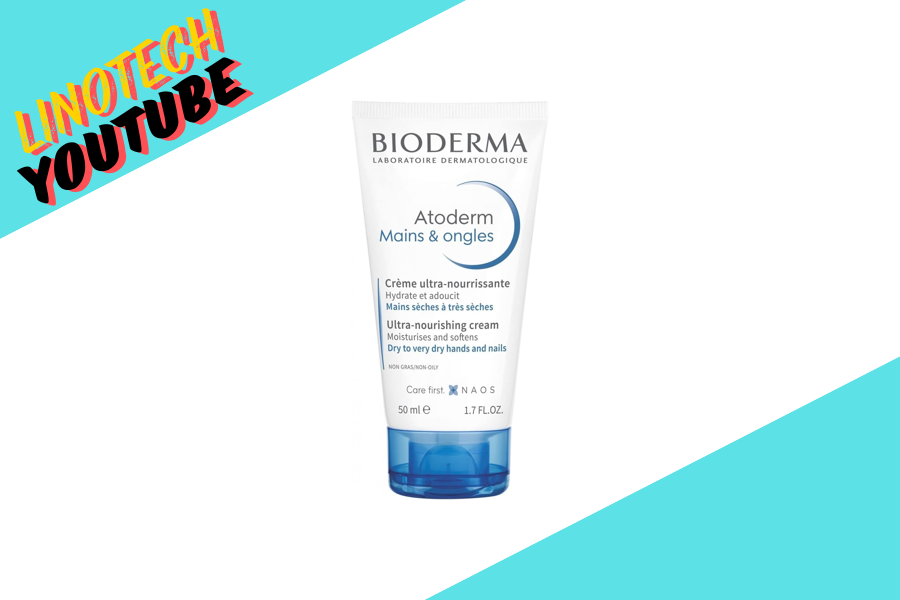 LINOTECH
YOUTUBE
BIODERMA
LABORATOIRE DERMATOLOGIQUE
Atoderm
Mains & ongles
Crème ultra-nourrissante
Hydrate et adoucit
Mains sèches à très sèches
Ultra-nourishing cream
Moisturises and softens
Dry to very dry hands and nails
NON GRAS/NON-OILY
Care first. NAOS
50 ml ℮ 1.7 FL.OZ.